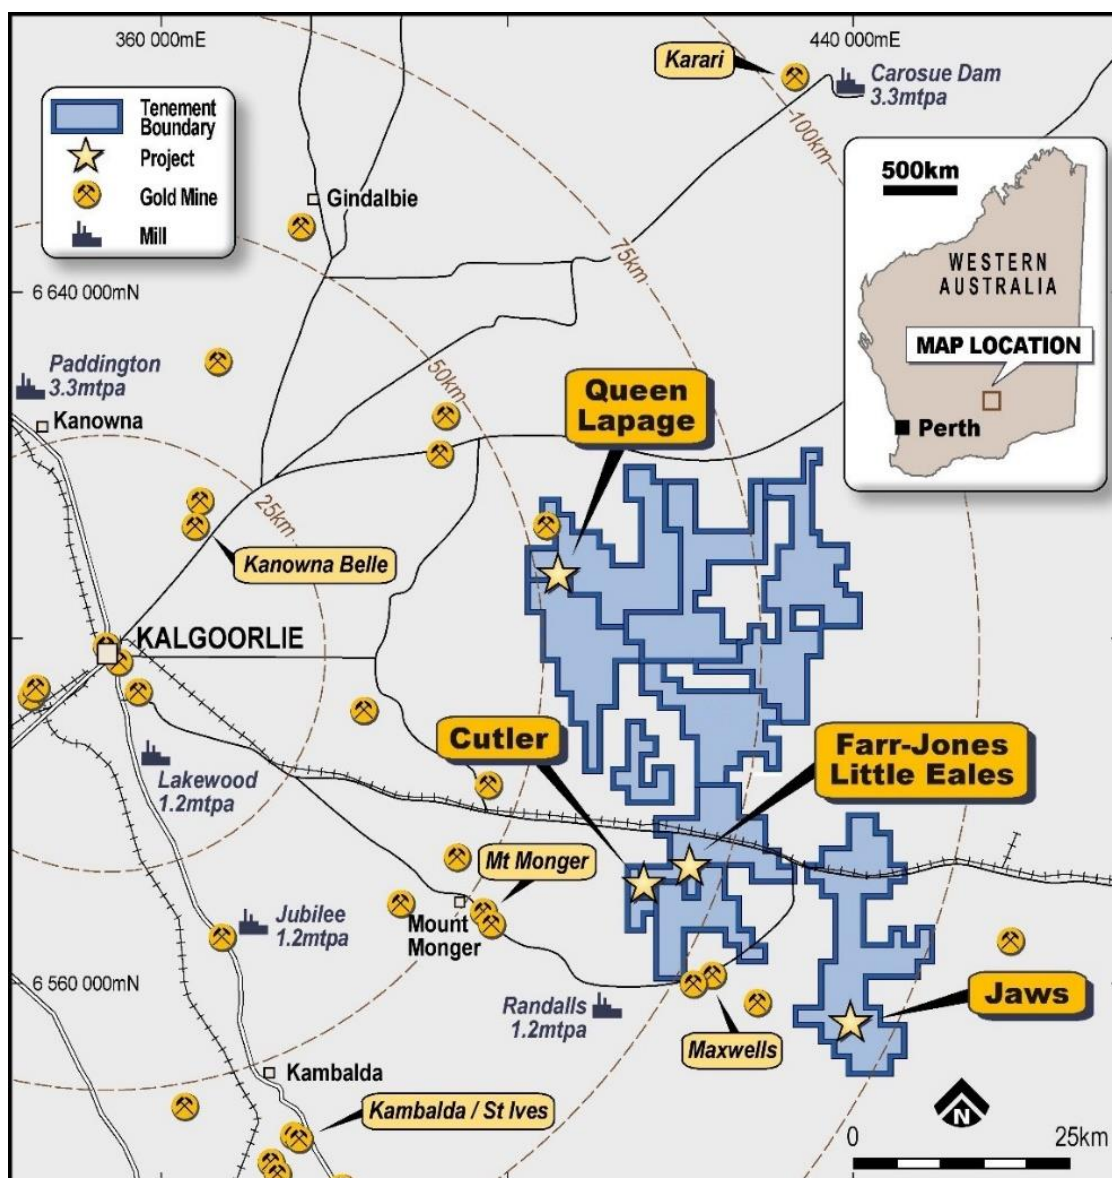 360 000mE
440 000mE
Karari
Carosue Dam
3.3mtpa
100km
Tenement
Boundary
Project
Gold Mine
Mill
500km
WESTERN
AUSTRALIA
MAP LOCATION
Perth
Gindalbie
75km
6 640 000mN
Paddington
3.3mtpa
Kanowna
50km
Queen
Lapage
25km
Kanowna Belle
KALGOORLIE
Cutler
Farr-Jones
Little Eales
Lakewood
1.2mtpa
Mt Monger
Jubilee
1.2mtpa
Mount
Monger
6 560 000mN
Randalls
1.2mtpa
Jaws
Maxwells
Kambalda
Kambalda / St Ives
N
0
25km